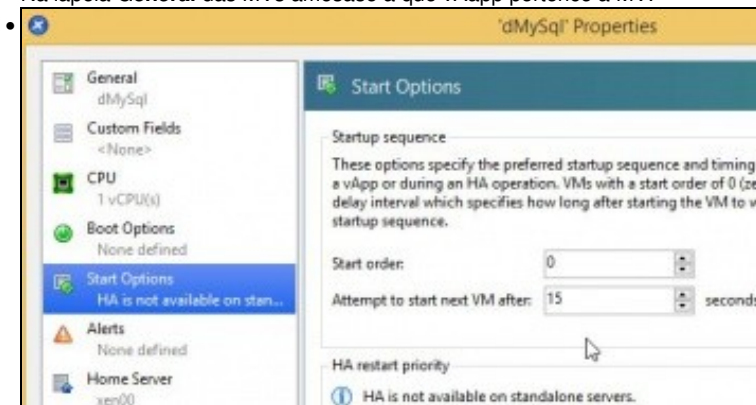 Na lapela General das MVs amósase a que vApp pertence a MV.
'dMySql' Properties
General
dMySql
Custom Fields
<None>
CPU
1 vCPU(s)
Boot Options
None defined
Start Options
HA is not available on stan...
Alerts
None defined
Home Server
xen00
Start Options
Startup sequence
These options specify the preferred startup sequence and timing
a vApp or during an HA operation. VMs with a start order of 0 (ze
delay interval which specifies how long after starting the VM to v
startup sequence.
Start order: 0
Attempt to start next VM after: 15 seconds
HA restart priority
HA is not available on standalone servers.